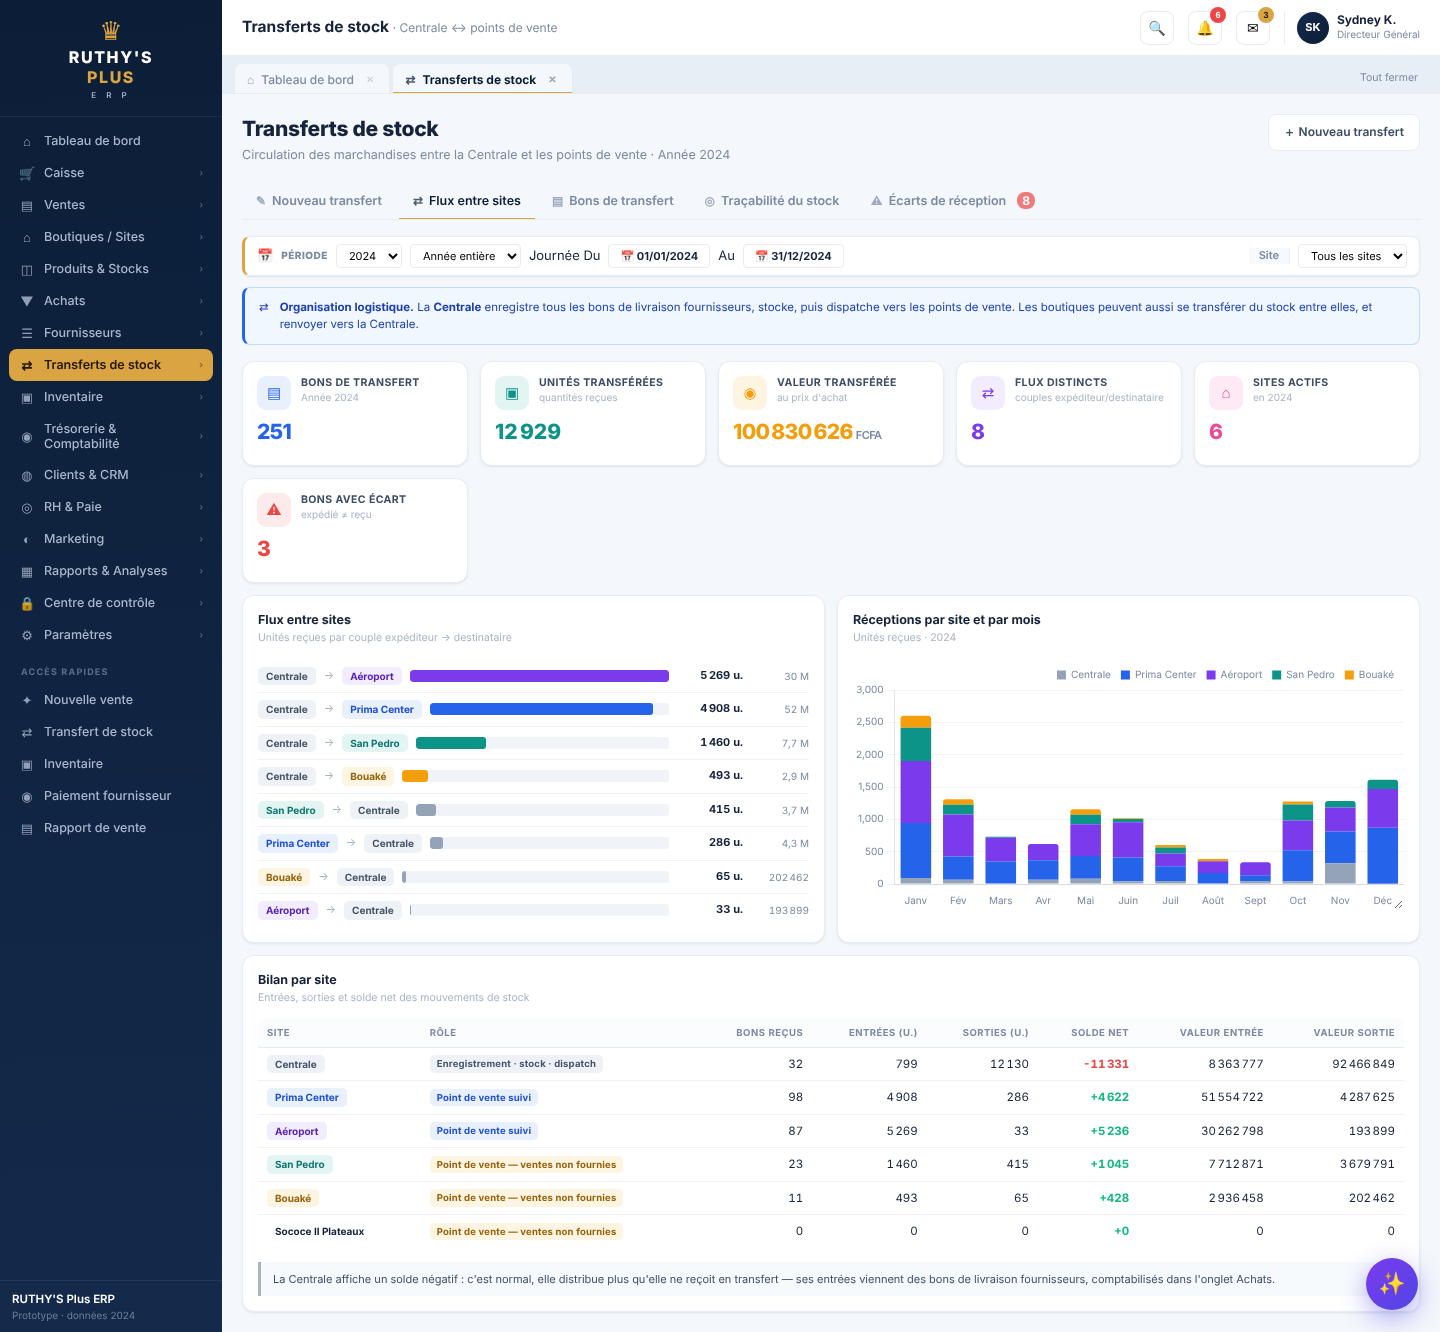 RUTHY'S
PLUS
E R P
Tableau de bord
Caisse
Ventes
Boutiques / Sites
Produits & Stocks
Achats
Fournisseurs
Transferts de stock
Inventaire
Trésorerie &
Comptabilité
Clients & CRM
RH & Paie
Marketing
Rapports & Analyses
Centre de contrôle
Paramètres
ACCÈS RAPIDES
Nouvelle vente
Transfert de stock
Inventaire
Paiement fournisseur
Rapport de vente
RUTHY'S Plus ERP
Prototype · données 2024
Transferts de stock · Centrale ↔ points de vente
6
3
SK
Sydney K.
Directeur Général
Tableau de bord ×
Transferts de stock ×
Tout fermer
Transferts de stock
Circulation des marchandises entre la Centrale et les points de vente · Année 2024
+ Nouveau transfert
Nouveau transfert
Flux entre sites
Bons de transfert
Traçabilité du stock
Écarts de réception 8
PÉRIODE 2024 Année entière Journée Du 01/01/2024 Au 31/12/2024 Site Tous les sites
Organisation logistique. La Centrale enregistre tous les bons de livraison fournisseurs, stocke, puis dispatche vers les points de vente. Les boutiques peuvent aussi se transférer du stock entre elles, et
renvoyer vers la Centrale.
BONS DE TRANSFERT
Année 2024
251
UNITÉS TRANSFÉRÉES
quantités reçues
12 929
VALEUR TRANSFÉRÉE
au prix d'achat
100 830 626 FCFA
FLUX DISTINCTS
couples expéditeur/destinataire
8
SITES ACTIFS
en 2024
6
BONS AVEC ÉCART
expédié ≠ reçu
3
Flux entre sites
Unités reçues par couple expéditeur → destinataire
Centrale → Aéroport 5 269 u. 30 M
Centrale → Prima Center 4 908 u. 52 M
Centrale → San Pedro 1 460 u. 7,7 M
Centrale → Bouaké 493 u. 2,9 M
San Pedro → Centrale 415 u. 3,7 M
Prima Center → Centrale 286 u. 4,3 M
Bouaké → Centrale 65 u. 202 462
Aéroport → Centrale 33 u. 193 899
Réceptions par site et par mois
Unités reçues · 2024
Centrale Prima Center Aéroport San Pedro Bouaké
3,000
2,500
2,000
1,500
1,000
500
0
Janv Fév Mars Avr Mai Juin Juil Août Sept Oct Nov Déc
Bilan par site
Entrées, sorties et solde net des mouvements de stock
SITE RÔLE BONS REÇUS ENTRÉES (U.) SORTIES (U.) SOLDE NET VALEUR ENTRÉE VALEUR SORTIE
Centrale Enregistrement · stock · dispatch 32 799 12 130 -11 331 8 363 777 92 466 849
Prima Center Point de vente suivi 98 4 908 286 +4 622 51 554 722 4 287 625
Aéroport Point de vente suivi 87 5 269 33 +5 236 30 262 798 193 899
San Pedro Point de vente — ventes non fournies 23 1 460 415 +1 045 7 712 871 3 679 791
Bouaké Point de vente — ventes non fournies 11 493 65 +428 2 936 458 202 462
Sococe II Plateaux Point de vente — ventes non fournies 0 0 0 +0 0 0
La Centrale affiche un solde négatif : c'est normal, elle distribue plus qu'elle ne reçoit en transfert — ses entrées viennent des bons de livraison fournisseurs, comptabilisés dans l'onglet Achats.